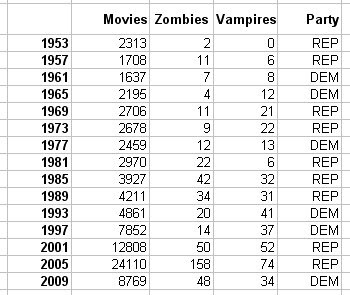 Movies Zombies Vampires Party
1953 2313 2 0 REP
1957 1708 11 6 REP
1961 1637 7 8 DEM
1965 2195 4 12 DEM
1969 2706 11 21 REP
1973 2678 9 22 REP
1977 2459 12 13 DEM
1981 2970 22 6 REP
1985 3927 42 32 REP
1989 4211 34 31 REP
1993 4861 20 41 DEM
1997 7852 14 37 DEM
2001 12808 50 52 REP
2005 24110 158 74 REP
2009 8769 48 34 DEM